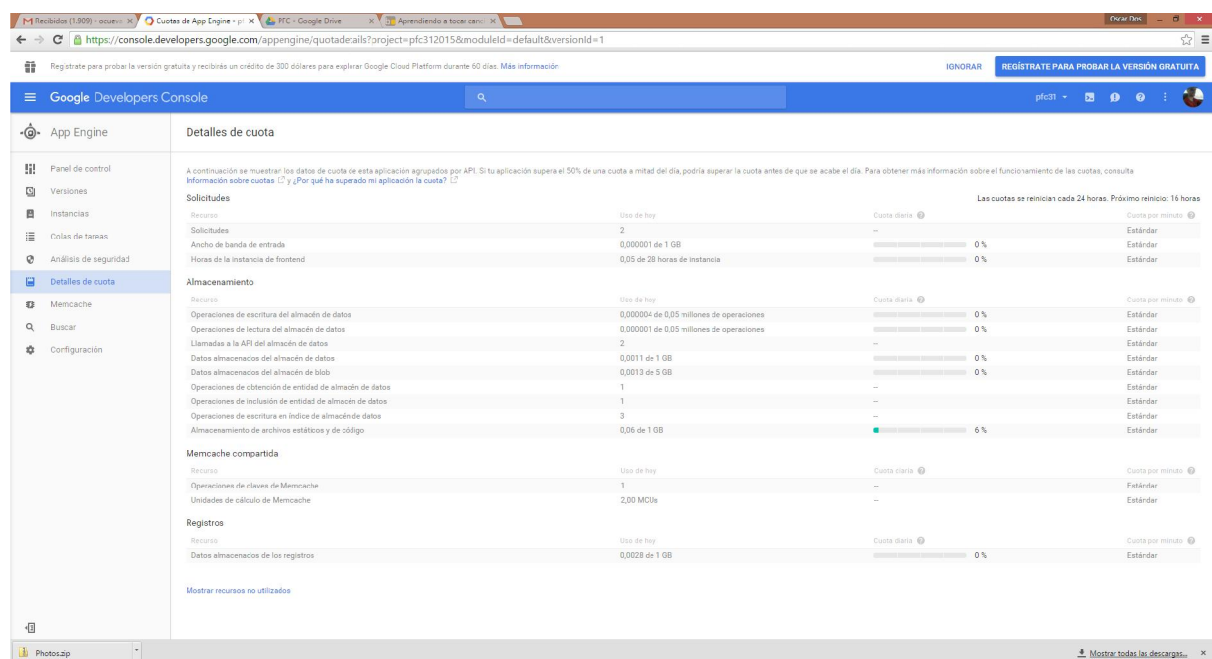 Recibidos (1.909) - ocueve
Cuotas de App Engine - p
PFC - Google Drive
Aprendiendo a tocar
Oscar Dos
https://console.developers.google.com/appengine/quotadetails?project=pfc312015&moduleId=default&versionId=1
Regístrate para probar la versión gratuita y recibirás un crédito de 300 dólares para explorar Google Cloud Platform durante 60 días. Más información
IGNORAR
REGÍSTRATE PARA PROBAR LA VERSIÓN GRATUITA
Google Developers Console
pfc31
App Engine
Detalles de cuota
Panel de control
Versiones
Instancias
Colas de tareas
Análisis de seguridad
Detalles de cuota
Memcache
Buscar
Configuración
A continuación se muestran los datos de cuota de esta aplicación agrupados por API. Si tu aplicación supera el 50% de una cuota a mitad del día, podría superar la cuota antes de que se acabe el día. Para obtener más información sobre el funcionamiento de las cuotas, consulta
Información sobre cuotas y ¿Por qué ha superado mi aplicación la cuota?
Solicitudes
Las cuotas se reinician cada 24 horas. Próximo reinicio: 16 horas
Recurso Uso de hoy Cuota diaria Cuota por minuto
Solicitudes 2 -- Estándar
Ancho de banda de entrada 0,000001 de 1 GB 0 % Estándar
Horas de la instancia de frontend 0,05 de 28 horas de instancia 0 % Estándar
Almacenamiento
Recurso Uso de hoy Cuota diaria Cuota por minuto
Operaciones de escritura del almacén de datos 0,000004 de 0,05 millones de operaciones 0 % Estándar
Operaciones de lectura del almacén de datos 0,000001 de 0,05 millones de operaciones 0 % Estándar
Llamadas a la API del almacén de datos 2 -- Estándar
Datos almacenados del almacén de datos 0,0011 de 1 GB 0 % Estándar
Datos almacenados del almacén de blob 0,0013 de 5 GB 0 % Estándar
Operaciones de obtención de entidad de almacén de datos 1 -- Estándar
Operaciones de inclusión de entidad de almacén de datos 1 -- Estándar
Operaciones de escritura en índice de almacén de datos 3 -- Estándar
Almacenamiento de archivos estáticos y de código 0,06 de 1 GB 6 % Estándar
Memcache compartida
Recurso Uso de hoy Cuota diaria Cuota por minuto
Operaciones de claves de Memcache 1 -- Estándar
Unidades de cálculo de Memcache 2,00 MCUs -- Estándar
Registros
Recurso Uso de hoy Cuota diaria Cuota por minuto
Datos almacenados de los registros 0,0028 de 1 GB 0 % Estándar
Mostrar recursos no utilizados
Photos.zip
Mostrar todas las descargas...